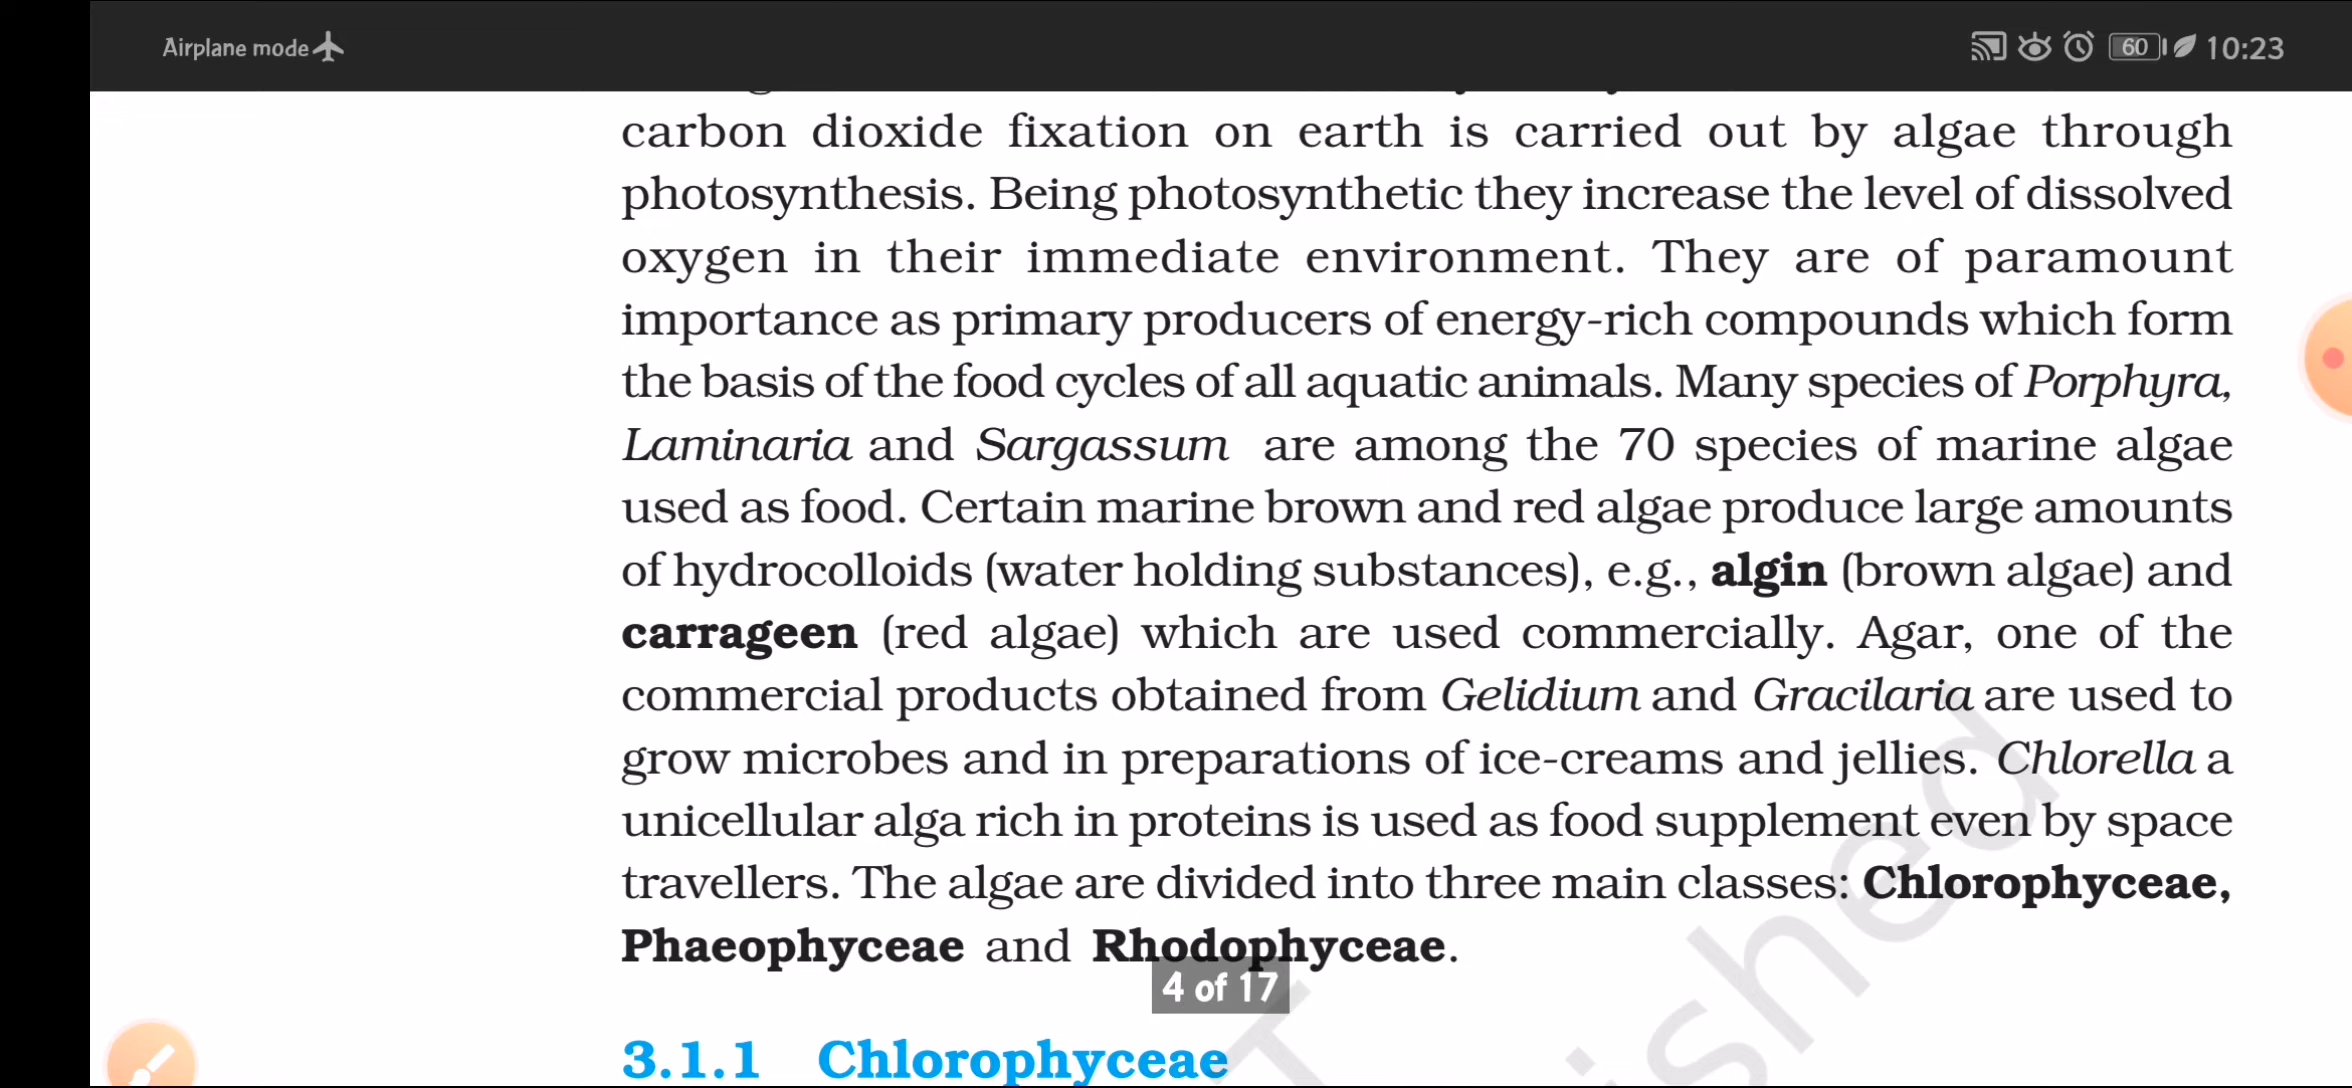 Airplane mode
60 10:23
carbon dioxide fixation on earth is carried out by algae through
photosynthesis. Being photosynthetic they increase the level of dissolved
oxygen in their immediate environment. They are of paramount
importance as primary producers of energy-rich compounds which form
the basis of the food cycles of all aquatic animals. Many species of Porphyra,
Laminaria and Sargassum are among the 70 species of marine algae
used as food. Certain marine brown and red algae produce large amounts
of hydrocolloids (water holding substances), e.g., algin (brown algae) and
carrageen (red algae) which are used commercially. Agar, one of the
commercial products obtained from Gelidium and Gracilaria are used to
grow microbes and in preparations of ice-creams and jellies. Chlorella a
unicellular alga rich in proteins is used as food supplement even by space
travellers. The algae are divided into three main classes: Chlorophyceae,
Phaeophyceae and Rhodophyceae.
4 of 17
3.1.1 Chlorophyceae